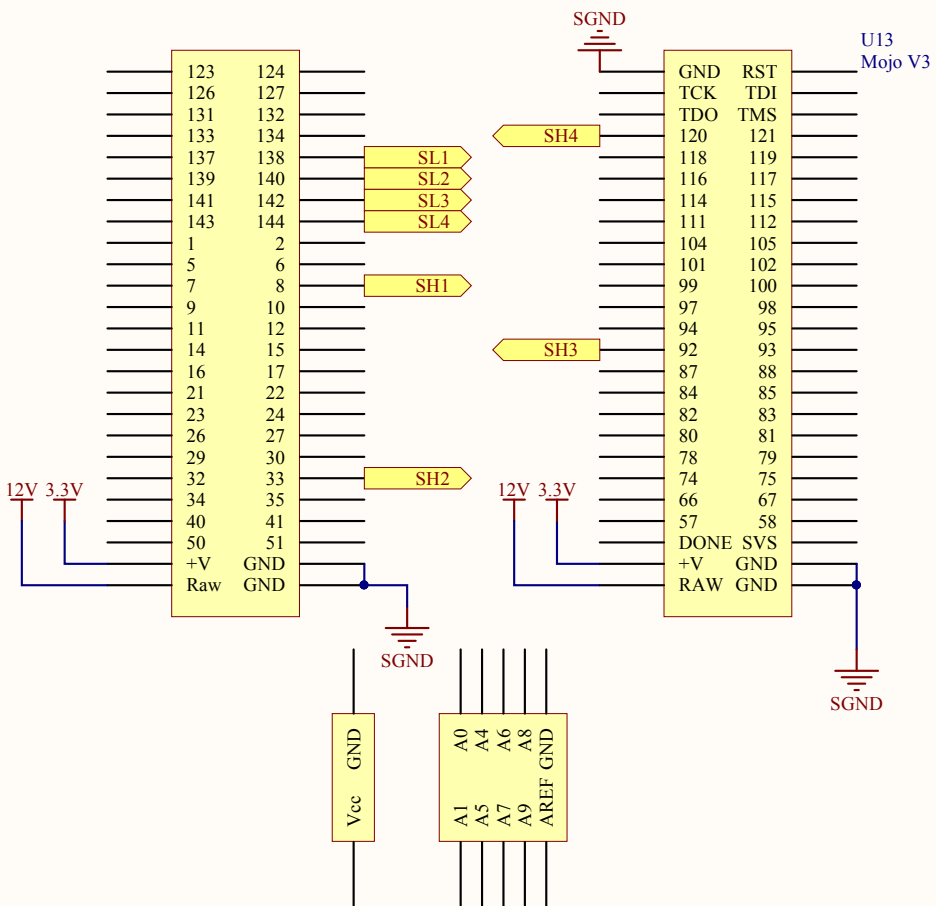 SGND
U13
Mojo V3
123 124
126 127
131 132
133 134
137 138 SL1
139 140 SL2
141 142 SL3
143 144 SL4
1 2
5 6
7 8 SH1
9 10
11 12
14 15
16 17
21 22
23 24
26 27
29 30
32 33 SH2
12V 3.3V
34 35
40 41
50 51
+V GND
Raw GND
SGND
GND RST
TCK TDI
TDO TMS
SH4 120 121
118 119
116 117
114 115
111 112
104 105
101 102
99 100
97 98
94 95
SH3 92 93
87 88
84 85
82 83
80 81
78 79
74 75
12V 3.3V
66 67
57 58
DONE SVS
+V GND
RAW GND
SGND
Vcc GND
A0 A4 A6 A8 GND
A1 A5 A7 A9 AREF